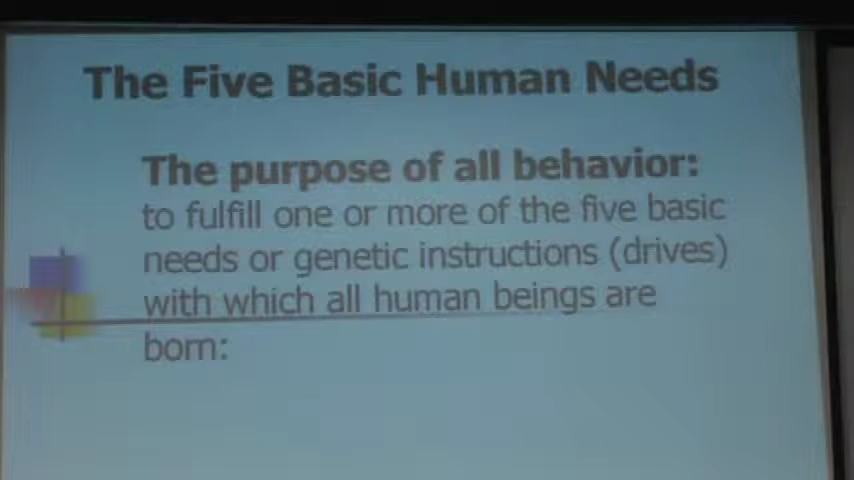 The Five Basic Human Needs
The purpose of all behavior:
to fulfill one or more of the five basic
needs or genetic instructions (drives)
with which all human beings are
born: